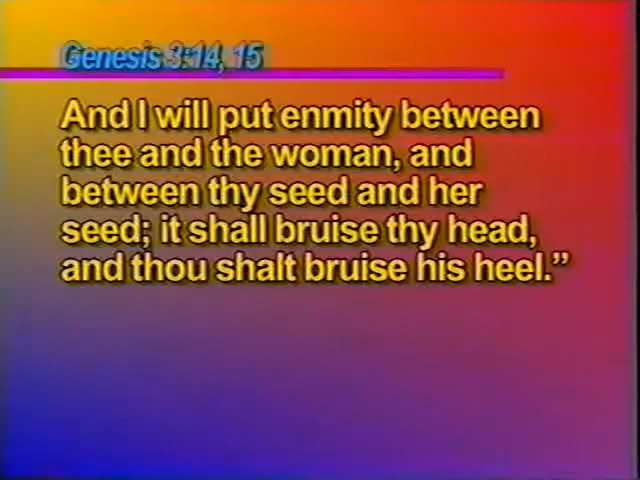 Genesis 3:14, 15
And I will put enmity between
thee and the woman, and
between thy seed and her
seed; it shall bruise thy head,
and thou shalt bruise his heel.”